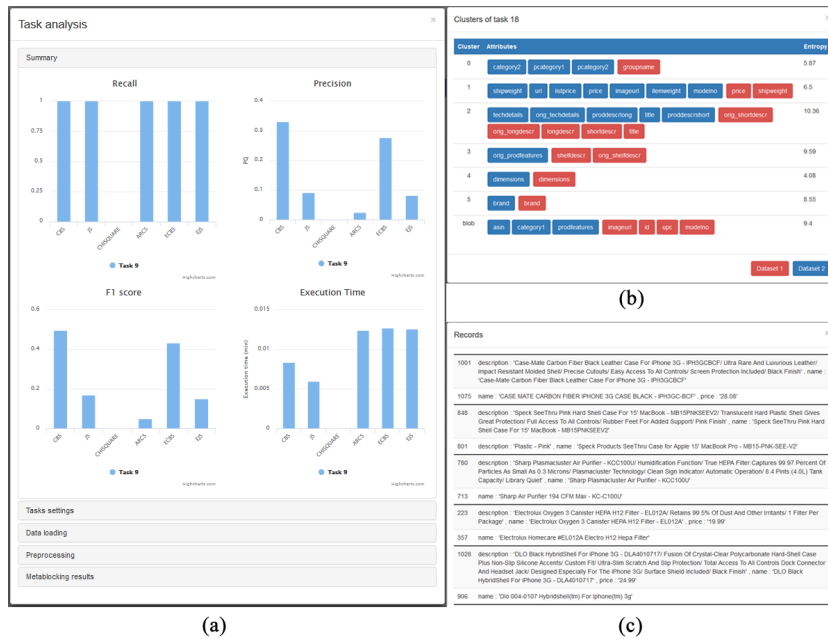 Task analysis
×
Summary
Recall
1
0.75
0.5
0.25
0
CBS
JS
CHISQUARE
ARCS
ECBS
EJS
Task 9
Highcharts.com
Precision
PQ
0.4
0.3
0.2
0.1
0
CBS
JS
CHISQUARE
ARCS
ECBS
EJS
Task 9
Highcharts.com
F1 score
0.6
0.4
0.2
0
CBS
JS
CHISQUARE
ARCS
ECBS
EJS
Task 9
Highcharts.com
Execution Time
Execution time (min)
0.015
0.01
0.005
0
CBS
JS
CHISQUARE
ARCS
ECBS
EJS
Task 9
Highcharts.com
Tasks settings
Data loading
Preprocessing
Metablocking results
(a)
Clusters of task 18
Cluster Attributes Entropy
0 category2 pcategory1 pcategory2 groupname 5.87
1 shipweight url listprice price imageurl itemweight modelno price shipweight 6.5
2 techdetails orig_techdetails proddescrlong title proddescrshort orig_shortdescr 10.36
orig_longdescr longdescr shortdescr title
3 orig_prodfeatures shelfdescr orig_shelfdescr 9.59
4 dimensions dimensions 4.08
5 brand brand 8.55
blob asin category1 prodfeatures imageurl id upc modelno 9.4
Dataset 1 Dataset 2
(b)
Records
1001 description : 'Case-Mate Carbon Fiber Black Leather Case For iPhone 3G - IPH3GCBCF/ Ultra Rare And Luxurious Leather/
Impact Resistant Molded Shell/ Precise Cutouts/ Easy Access To All Controls/ Screen Protection Included/ Black Finish' , name :
'Case-Mate Carbon Fiber Black Leather Case For iPhone 3G - IPH3GCBCF'
1075 name : 'CASE MATE CARBON FIBER IPHONE 3G CASE BLACK - IPH3GC-BCF' , price : '28.08'
848 description : 'Speck SeeThru Pink Hard Shell Case For 15' MacBook - MB15PNKSEEV2/ Translucent Hard Plastic Shell Gives
Great Protection/ Full Access To All Controls/ Rubber Feet For Added Support/ Pink Finish' , name : 'Speck SeeThru Pink Hard
Shell Case For 15' MacBook - MB15PNKSEEV2'
801 description : 'Plastic - Pink' , name : 'Speck Products SeeThru Case for Apple 15' MacBook Pro - MB15-PNK-SEE-V2'
780 description : 'Sharp Plasmacluster Air Purifier - KCC100U/ Humidification Function/ True HEPA Filter Captures 99.97 Percent Of
Particles As Small As 0.3 Microns/ Plasmacluster Technology/ Clean Sign Indicator/ Automatic Operation/ 8.4 Pints (4.0L) Tank
Capacity/ Library Quiet' , name : 'Sharp Plasmacluster Air Purifier - KCC100U'
713 name : 'Sharp Air Purifier 194 CFM Max - KC-C100U'
223 description : 'Electrolux Oxygen 3 Canister HEPA H12 Filter - EL012A/ Retains 99.5% Of Dust And Other Irritants/ 1 Filter Per
Package' , name : 'Electrolux Oxygen 3 Canister HEPA H12 Filter - EL012A' , price : '19.99'
357 name : 'Electrolux Homecare #EL012A Electro H12 Hepa Filter'
1028 description : 'DLO Black HybridShell For iPhone 3G - DLA4010717/ Fusion Of Crystal-Clear Polycarbonate Hard-Shell Case
Plus Non-Slip Silicone Accents/ Custom Fit/ Ultra-Slim Scratch And Slip Protection/ Total Access To All Controls Dock Connector
And Headset Jack/ Designed Especially For The iPhone 3G/ Surface Shield Included/ Black Finish' , name : 'DLO Black
HybridShell For iPhone 3G - DLA4010717' , price : '24.99'
906 name : 'Dlo 004-0107 Hybridshell(tm) For Iphone(tm) 3g'
(c)